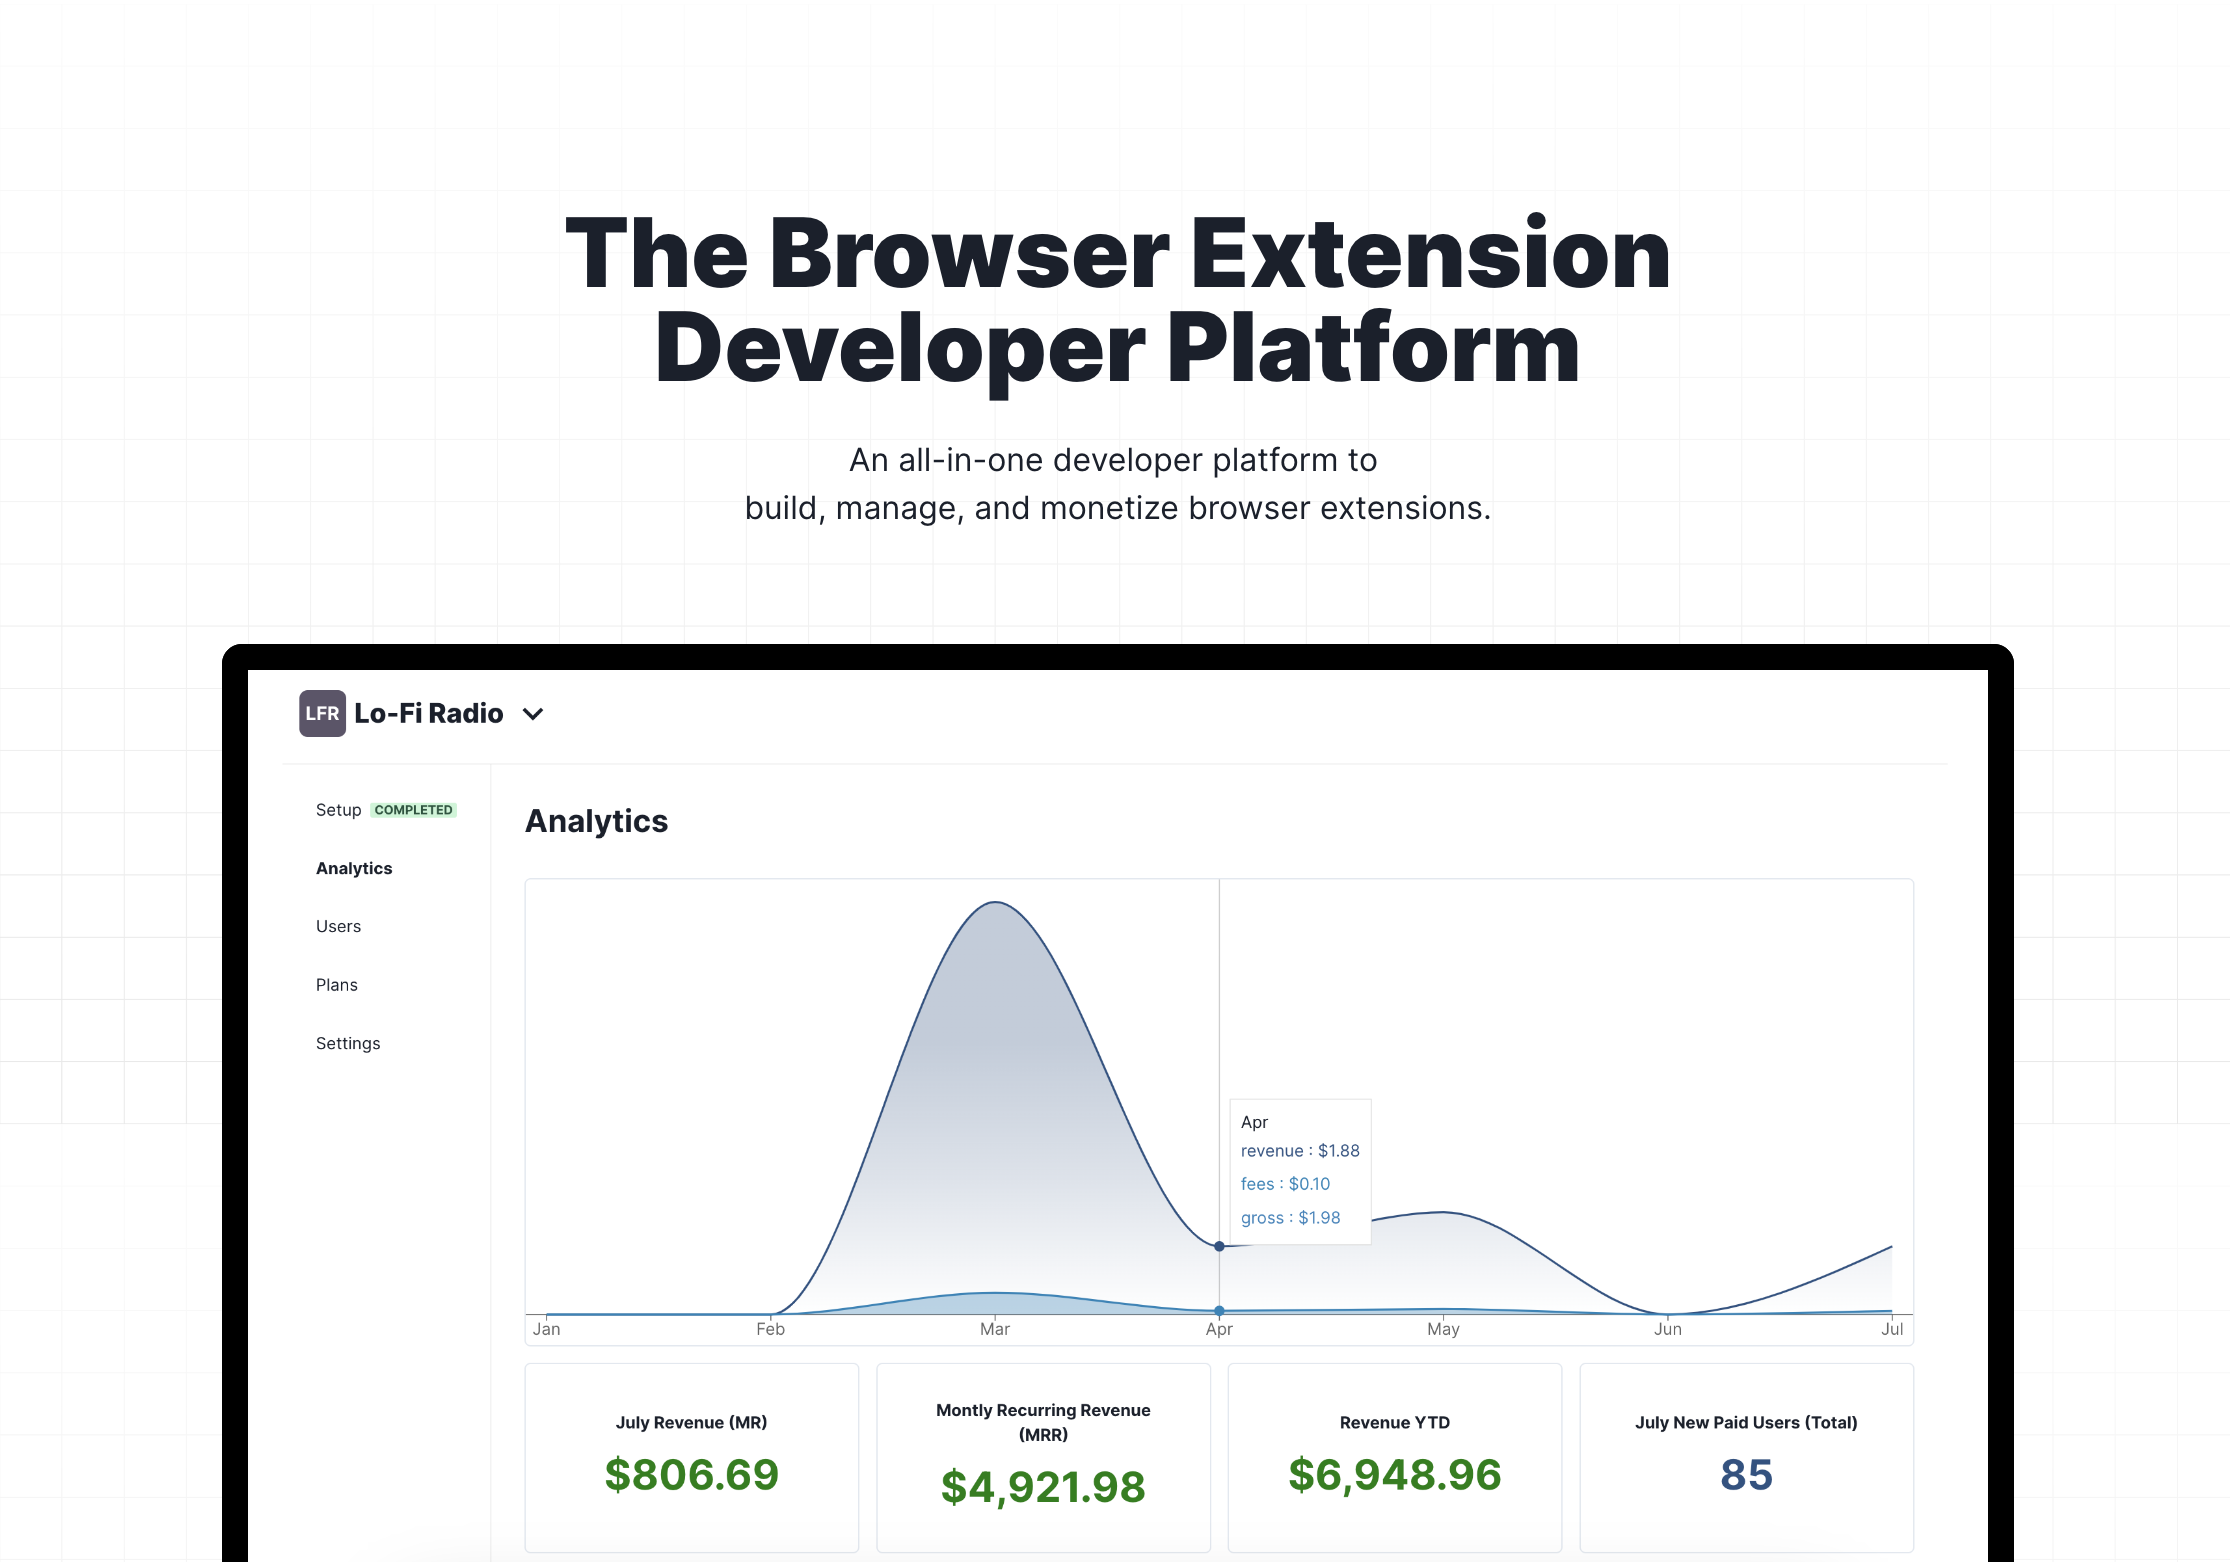 The Browser Extension
Developer Platform
An all-in-one developer platform to
build, manage, and monetize browser extensions.
LFR Lo-Fi Radio
Setup COMPLETED
Analytics
Users
Plans
Settings
Analytics
Apr
revenue : $1.88
fees : $0.10
gross : $1.98
Jan Feb Mar Apr May Jun Jul
July Revenue (MR)
$806.69
Montly Recurring Revenue
(MRR)
$4,921.98
Revenue YTD
$6,948.96
July New Paid Users (Total)
85